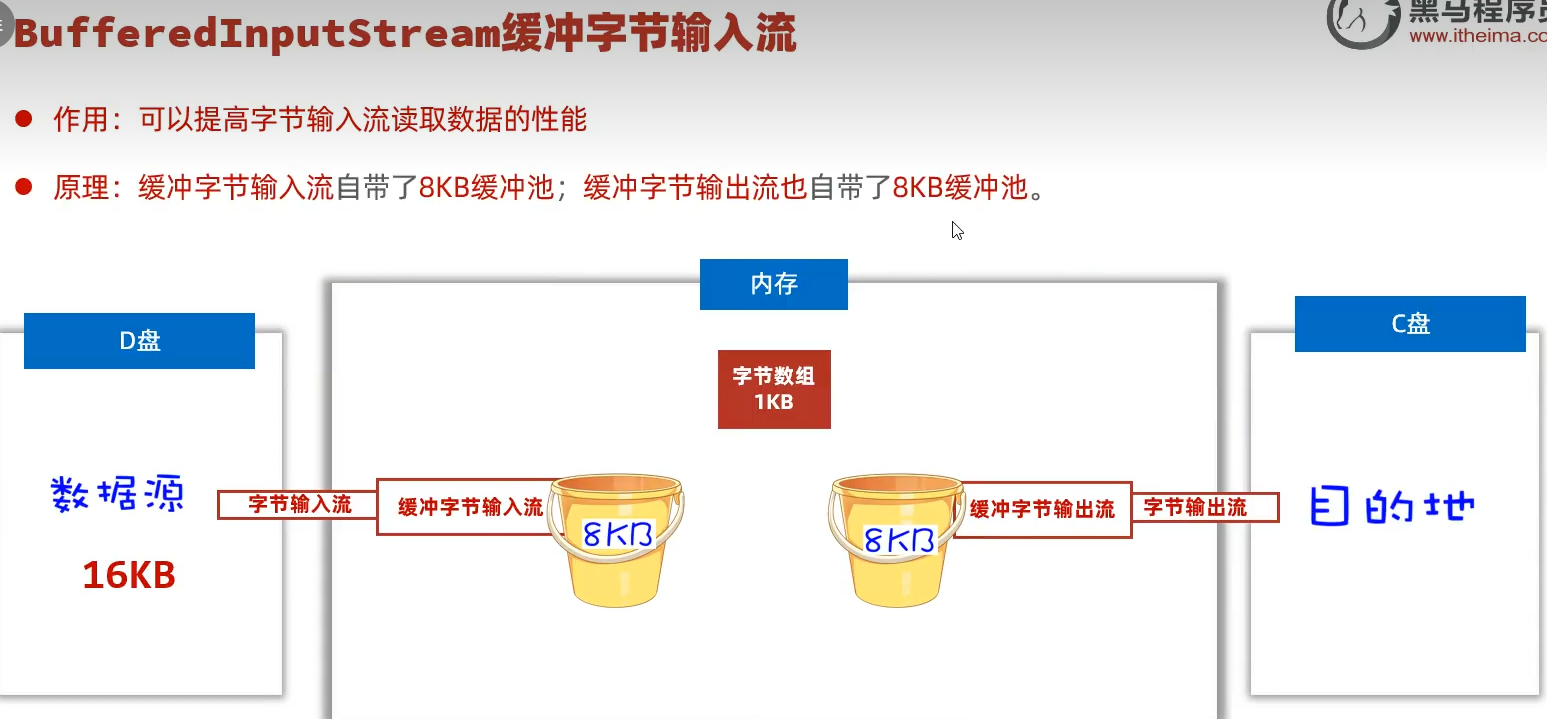 BufferedInputStream缓冲字节输入流
黑马程序员
www.itheima.co
作用：可以提高字节输入流读取数据的性能
原理：缓冲字节输入流自带了8KB缓冲池；缓冲字节输出流也自带了8KB缓冲池。
内存
D盘
C盘
字节数组
1KB
数据源
字节输入流
缓冲字节输入流
8KB
8KB
缓冲字节输出流
字节输出流
目的地
16KB